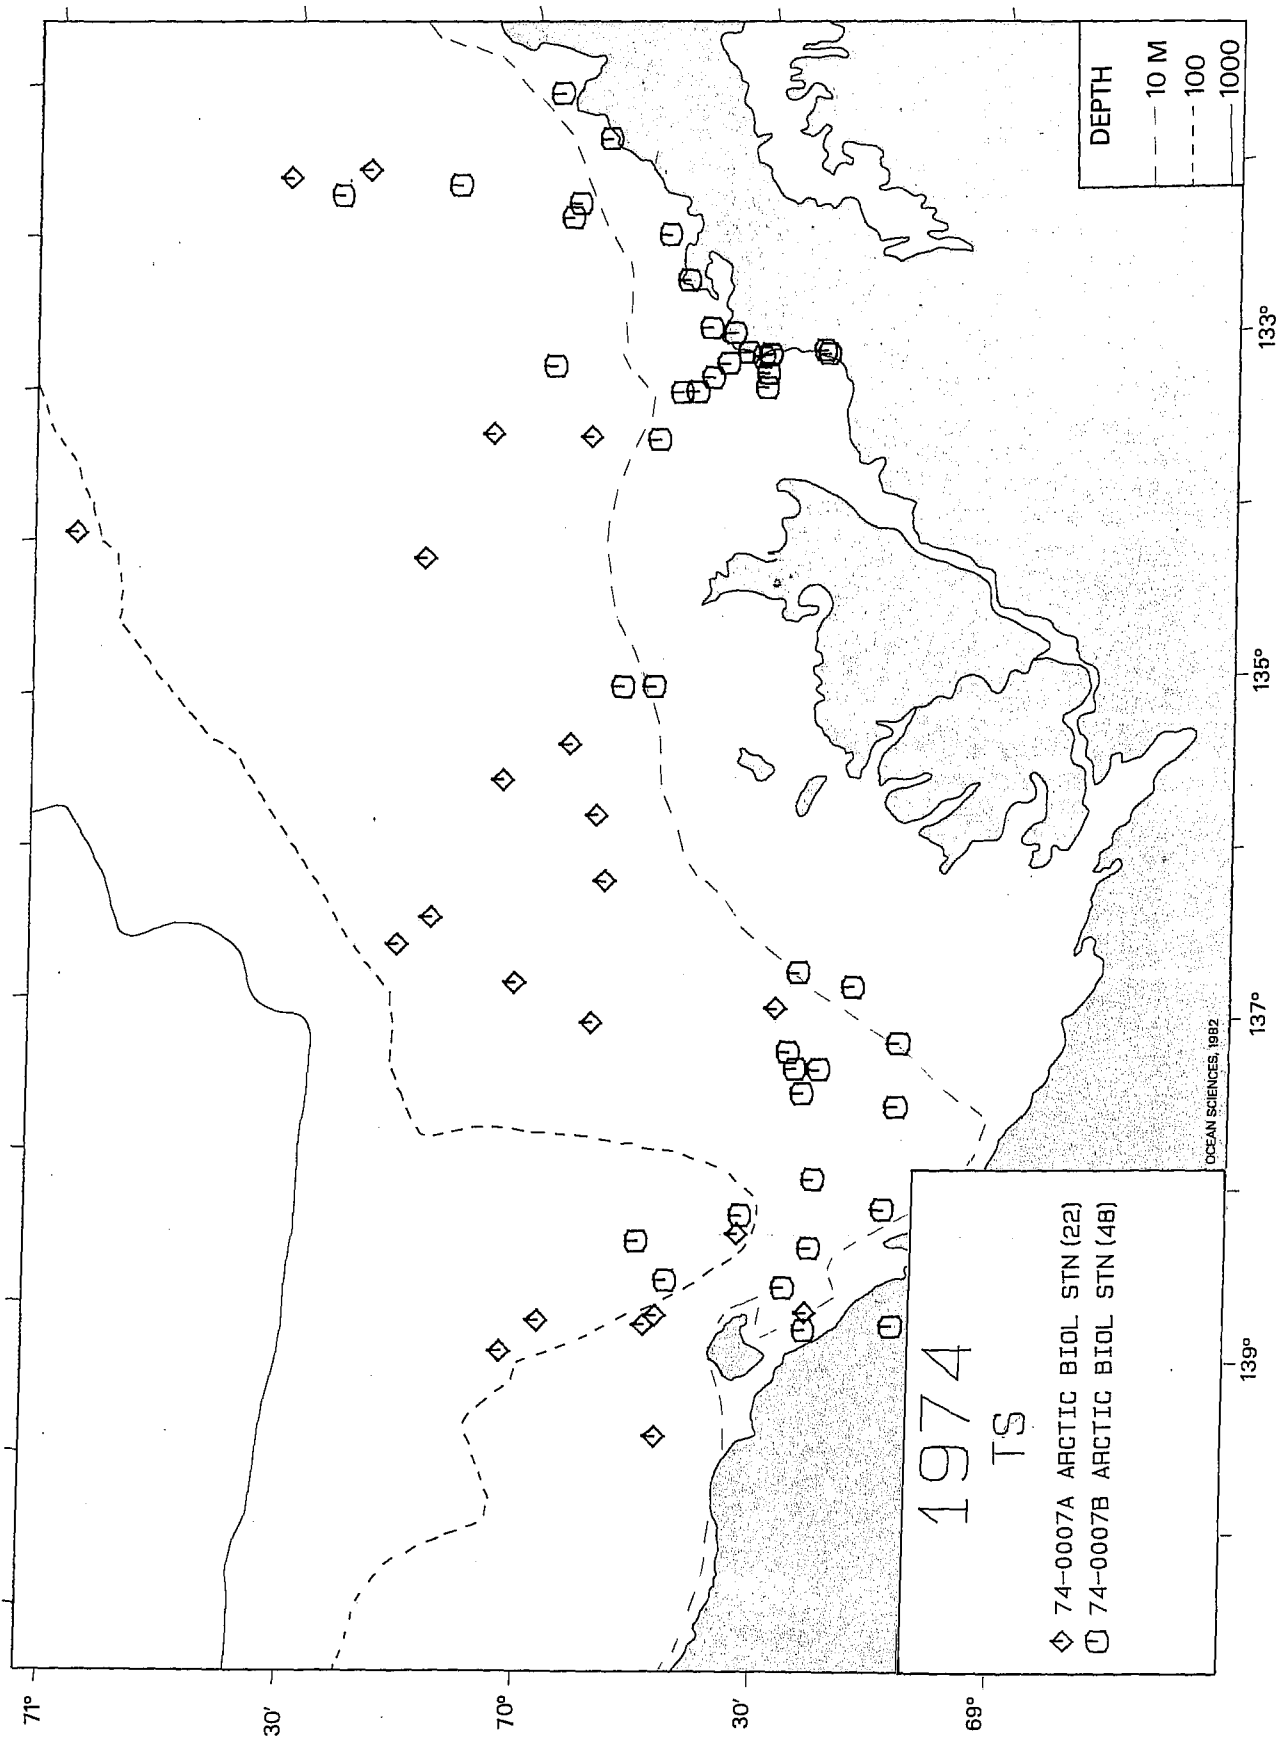 DEPTH
10 M
100
1000
133°
135°
137°
139°
71°
30'
70°
30'
69°
OCEAN SCIENCES, 1982
1974
TS
74-0007A ARCTIC BIOL STN (22)
74-0007B ARCTIC BIOL STN (48)